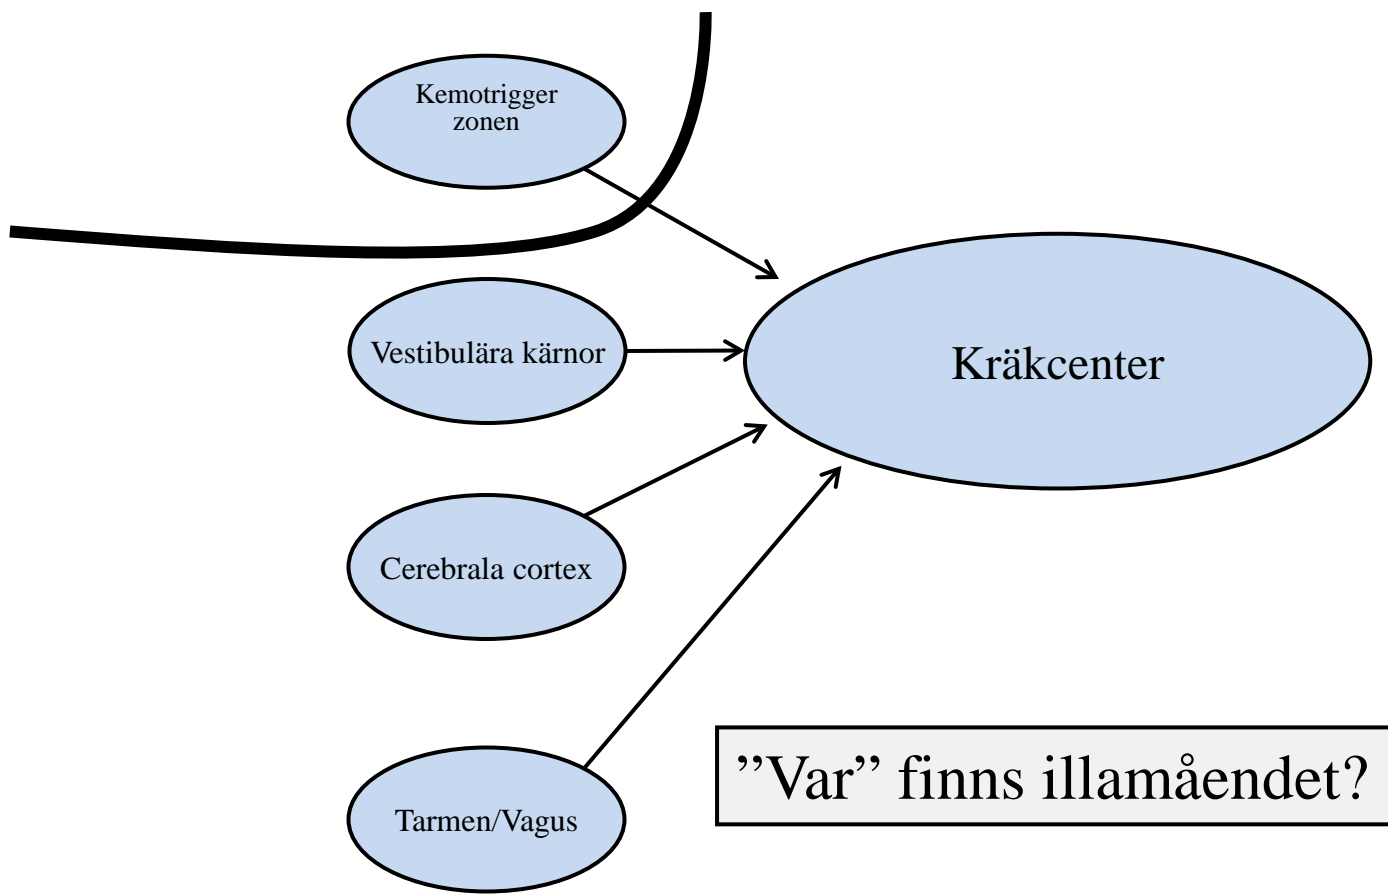 Kemotrigger
zonen
Vestibulära kärnor
Kräkcenter
Cerebrala cortex
Tarmen/Vagus
”Var” finns illamåendet?